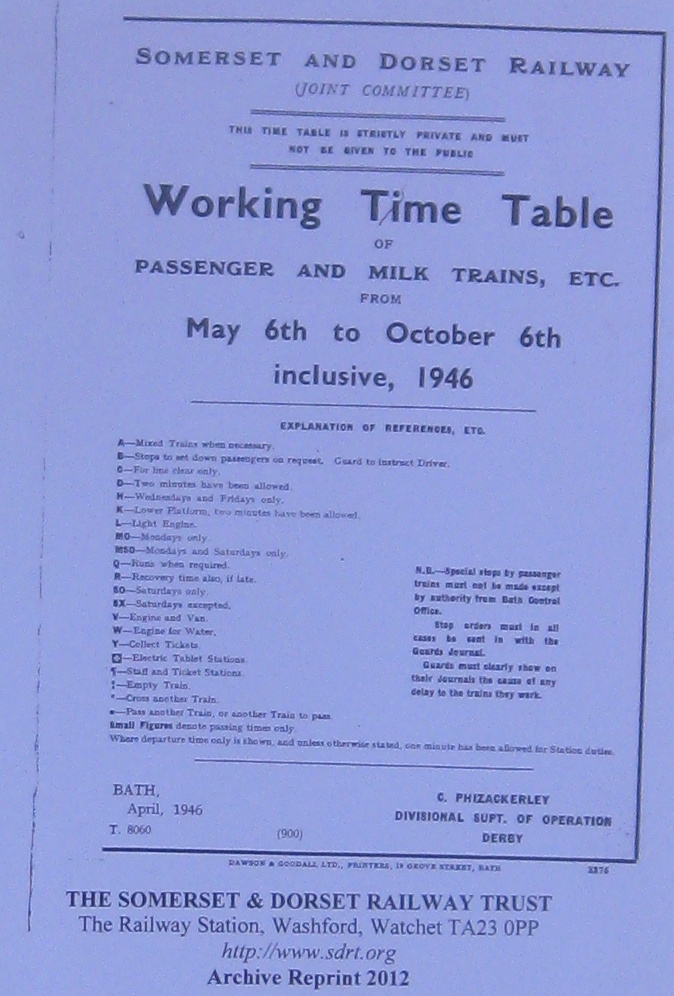 SOMERSET AND DORSET RAILWAY
(JOINT COMMITTEE)
THIS TIME TABLE IS STRICTLY PRIVATE AND MUST
NOT BE GIVEN TO THE PUBLIC
Working Time Table
OF
PASSENGER AND MILK TRAINS, ETC.
FROM
May 6th to October 6th
inclusive, 1946
EXPLANATION OF REFERENCES, ETC.
A—Mixed Trains when necessary.
B—Stops to set down passengers on request. Guard to instruct Driver.
C—For line clear only.
D—Two minutes have been allowed.
H—Wednesdays and Fridays only.
K—Lower Platform, two minutes have been allowed.
L—Light Engine.
MO—Mondays only.
MSO—Mondays and Saturdays only.
Q—Runs when required.
R—Recovery time also, if late.
SO—Saturdays only.
SX—Saturdays excepted.
V—Engine and Van.
W—Engine for Water.
Y—Collect Tickets.
—Electric Tablet Stations.
¶—Staff and Ticket Stations.
—Empty Train.
*—Cross another Train.
—Pass another Train, or another Train to pass.
Small Figures denote passing times only.
Where departure time only is shown, and unless otherwise stated, one minute has been allowed for Station duties.
N.B.—Special stops by passenger
trains must not be made except
by authority from Bath Control
Office.
Stop orders must in all
cases be sent in with the
Guards Journal.
Guards must clearly show on
their Journals the cause of any
delay to the trains they work.
BATH,
April, 1946
T. 8060
(900)
C. PHIZACKERLEY
DIVISIONAL SUPT. OF OPERATION
DERBY
DAWSON & GOODALL LTD., PRINTERS, 19 GROVE STREET, BATH
THE SOMERSET & DORSET RAILWAY TRUST
The Railway Station, Washford, Watchet TA23 0PP
http://www.sdrt.org
Archive Reprint 2012